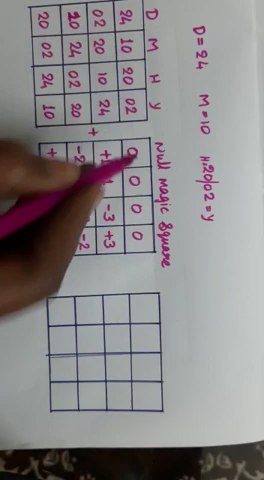 D=24 M=10 H=20/02=Y
D M H Y
Null magic Square
24 10 20 02
0 0 0 0
02 20 10 24
-3 +3
+
10 24 02 20
-2
20 02 24 10
+